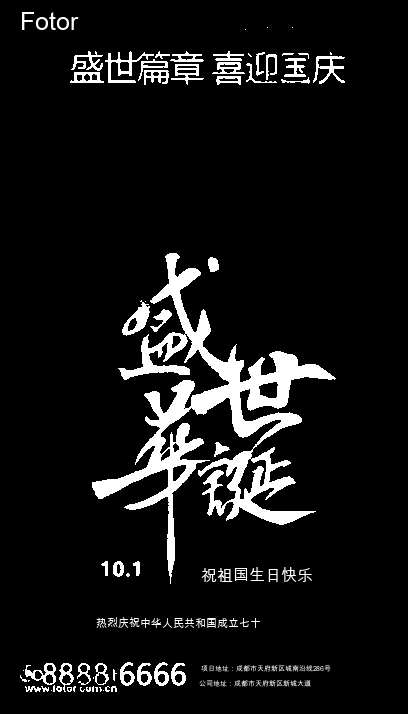 Fotor
盛世篇章 喜迎国庆
盛世
華誕
10.1
祝祖国生日快乐
热烈庆祝中华人民共和国成立七十
88881 6666
项目地址：成都市天府新区城南沿线286号
www.fotor.com.cn
公司地址：成都市天府新区新城大道